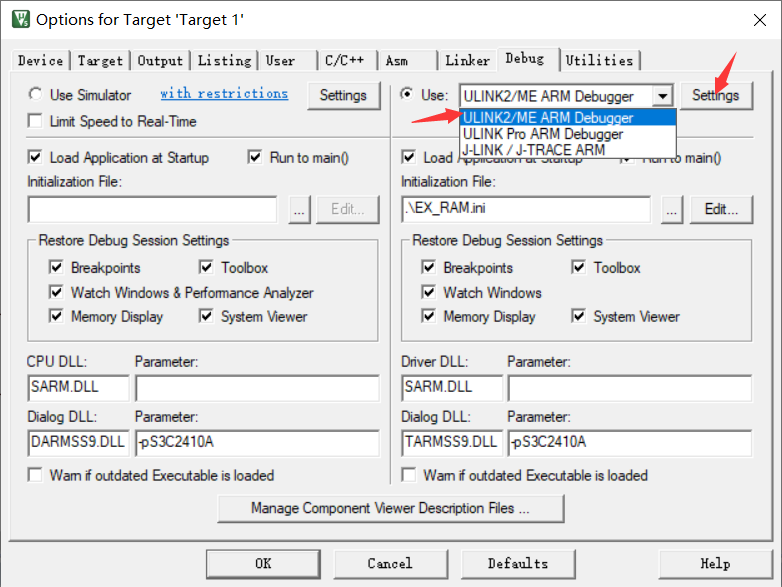 Options for Target 'Target 1'
Device Target Output Listing User C/C++ Asm Linker Debug Utilities
Use Simulator with restrictions Settings Use: ULINK2/ME ARM Debugger Settings
Limit Speed to Real-Time ULINK2/ME ARM Debugger
ULINK Pro ARM Debugger
J-LINK / J-TRACE ARM
Load Application at Startup Run to main() Load Application at Startup Run to main()
Initialization File: Initialization File:
... Edit... .\EX_RAM.ini ... Edit...
Restore Debug Session Settings Restore Debug Session Settings
Breakpoints Toolbox Breakpoints Toolbox
Watch Windows & Performance Analyzer Watch Windows
Memory Display System Viewer Memory Display System Viewer
CPU DLL: Parameter: Driver DLL: Parameter:
SARM.DLL SARM.DLL
Dialog DLL: Parameter: Dialog DLL: Parameter:
DARMSS9.DLL -pS3C2410A TARMSS9.DLL -pS3C2410A
Warn if outdated Executable is loaded Warn if outdated Executable is loaded
Manage Component Viewer Description Files ...
OK Cancel Defaults Help